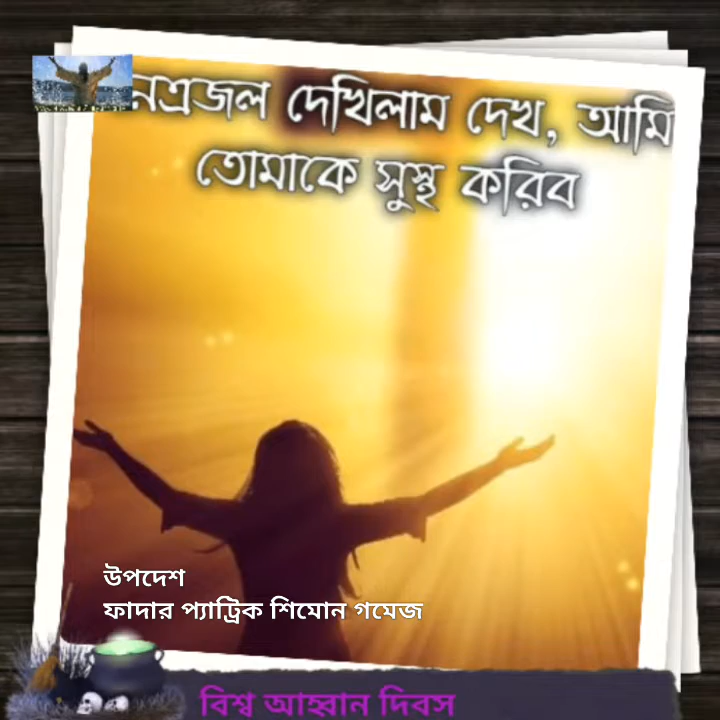 নেত্রজল দেখিলাম দেখ, আমি
তোমাকে সুস্থ করিব
উপদেশ
ফাদার প্যাট্রিক শিমোন গমেজ
বিশ্ব আহ্বান দিবস